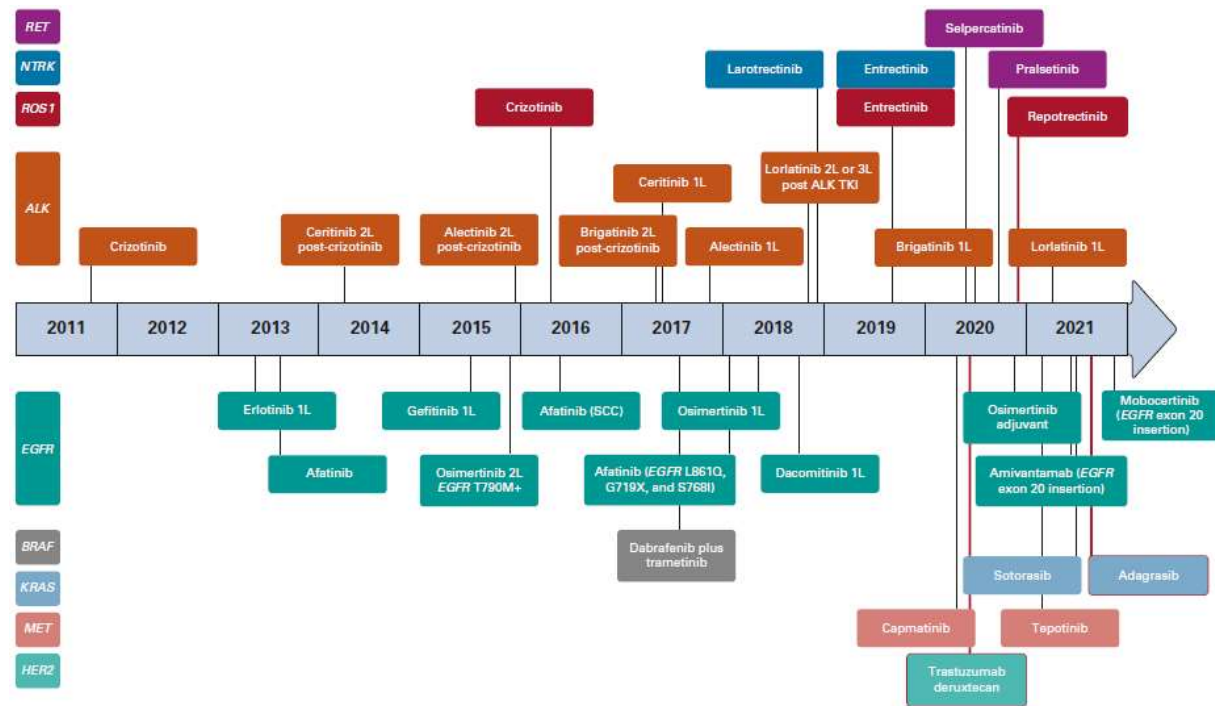 RET
Selpercatinib
NTRK
Larotrectinib
Entrectinib
Pralsetinib
ROS1
Crizotinib
Entrectinib
Repotrectinib
ALK
Ceritinib 1L
Lorlatinib 2L or 3L
post ALK TKI
Crizotinib
Ceritinib 2L
post-crizotinib
Alectinib 2L
post-crizotinib
Brigatinib 2L
post-crizotinib
Alectinib 1L
Brigatinib 1L
Lorlatinib 1L
2011
2012
2013
2014
2015
2016
2017
2018
2019
2020
2021
EGFR
Erlotinib 1L
Gefitinib 1L
Afatinib (SCC)
Osimertinib 1L
Osimertinib
adjuvant
Mobocertinib
(EGFR exon 20
insertion)
Afatinib
Osimertinib 2L
EGFR T790M+
Afatinib (EGFR L861Q,
G719X, and S768I)
Dacomitinib 1L
Amivantamab (EGFR
exon 20 insertion)
BRAF
Dabrafenib plus
trametinib
KRAS
Sotorasib
Adagrasib
MET
Capmatinib
Tepotinib
HER2
Trastuzumab
deruxtecan